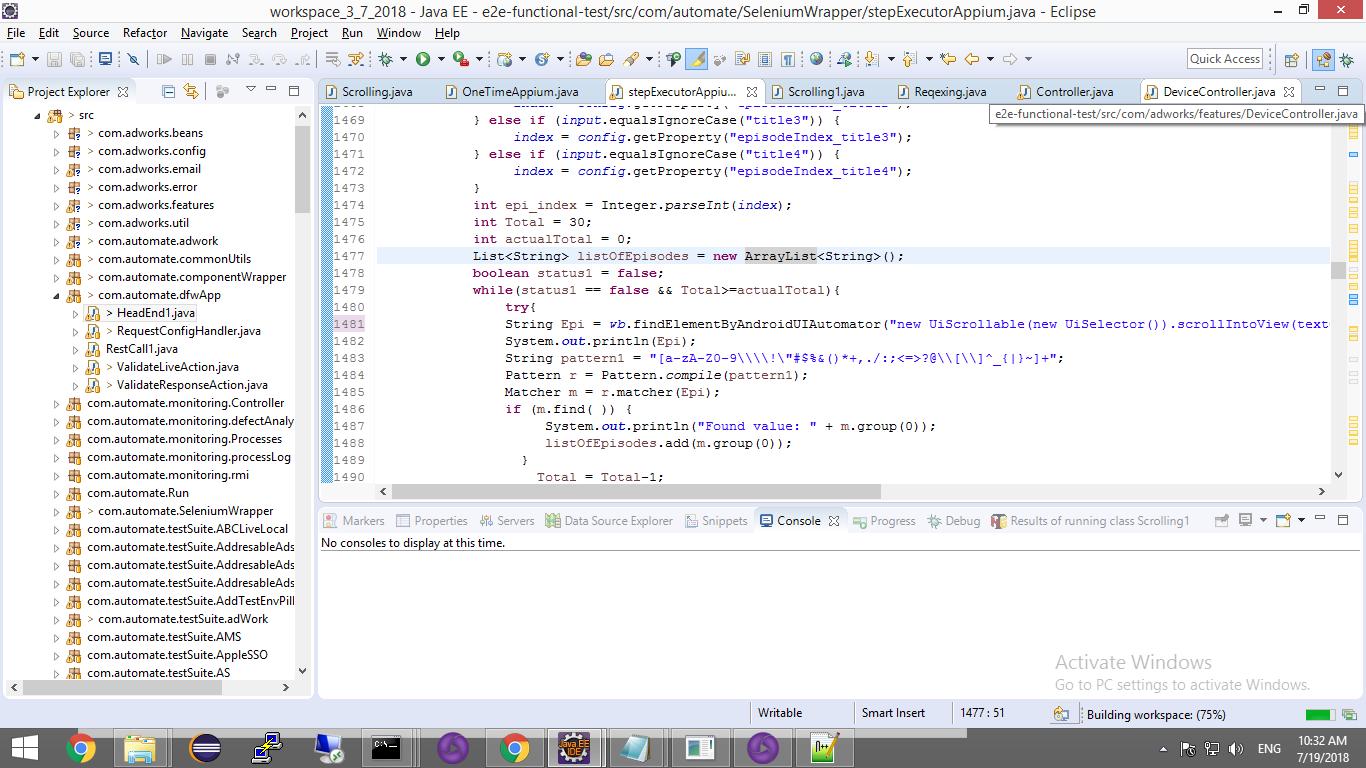 workspace_3_7_2018 - Java EE - e2e-functional-test/src/com/automate/SeleniumWrapper/stepExecutorAppium.java - Eclipse
File Edit Source Refactor Navigate Search Project Run Window Help
Quick Access
Project Explorer
Scrolling.java OneTimeAppium.java stepExecutorAppiu... Scrolling1.java Reqexing.java Controller.java DeviceController.java
e2e-functional-test/src/com/adworks/features/DeviceController.java
> src
> com.adworks.beans
> com.adworks.config
> com.adworks.email
> com.adworks.error
> com.adworks.features
> com.adworks.util
> com.automate.adwork
> com.automate.commonUtils
> com.automate.componentWrapper
> com.automate.dfwApp
> HeadEnd1.java
> RequestConfigHandler.java
RestCall1.java
> ValidateLiveAction.java
> ValidateResponseAction.java
com.automate.monitoring.Controller
com.automate.monitoring.defectAnaly
com.automate.monitoring.Processes
com.automate.monitoring.processLog
com.automate.monitoring.rmi
com.automate.Run
> com.automate.SeleniumWrapper
com.automate.testSuite.ABCLiveLocal
com.automate.testSuite.AddresableAds
com.automate.testSuite.AddresableAds
com.automate.testSuite.AddresableAds
com.automate.testSuite.AddTestEnvPill
> com.automate.testSuite.adWork
com.automate.testSuite.AMS
com.automate.testSuite.AppleSSO
com.automate.testSuite.AS
1469 } else if (input.equalsIgnoreCase("title3")) {
1470 index = config.getProperty("episodeIndex_title3");
1471 } else if (input.equalsIgnoreCase("title4")) {
1472 index = config.getProperty("episodeIndex_title4");
1473 }
1474 int epi_index = Integer.parseInt(index);
1475 int Total = 30;
1476 int actualTotal = 0;
1477 List<String> listOfEpisodes = new ArrayList<String>();
1478 boolean status1 = false;
1479 while(status1 == false && Total>=actualTotal){
1480 try{
1481 String Epi = wb.findElementByAndroidUIAutomator("new UiScrollable(new UiSelector()).scrollIntoView(text
1482 System.out.println(Epi);
1483 String pattern1 = "[a-zA-Z0-9\\\\!\"#$%&()*+,./:;<=>?@\\[\\]^_{|}~]+";
1484 Pattern r = Pattern.compile(pattern1);
1485 Matcher m = r.matcher(Epi);
1486 if (m.find( )) {
1487 System.out.println("Found value: " + m.group(0));
1488 listOfEpisodes.add(m.group(0));
1489 }
1490 Total = Total-1;
Markers Properties Servers Data Source Explorer Snippets Console Progress Debug Results of running class Scrolling1
No consoles to display at this time.
Activate Windows
Go to PC settings to activate Windows.
Writable Smart Insert 1477 : 51 Building workspace: (75%)
Java EE
IDE
ENG
10:32 AM
7/19/2018